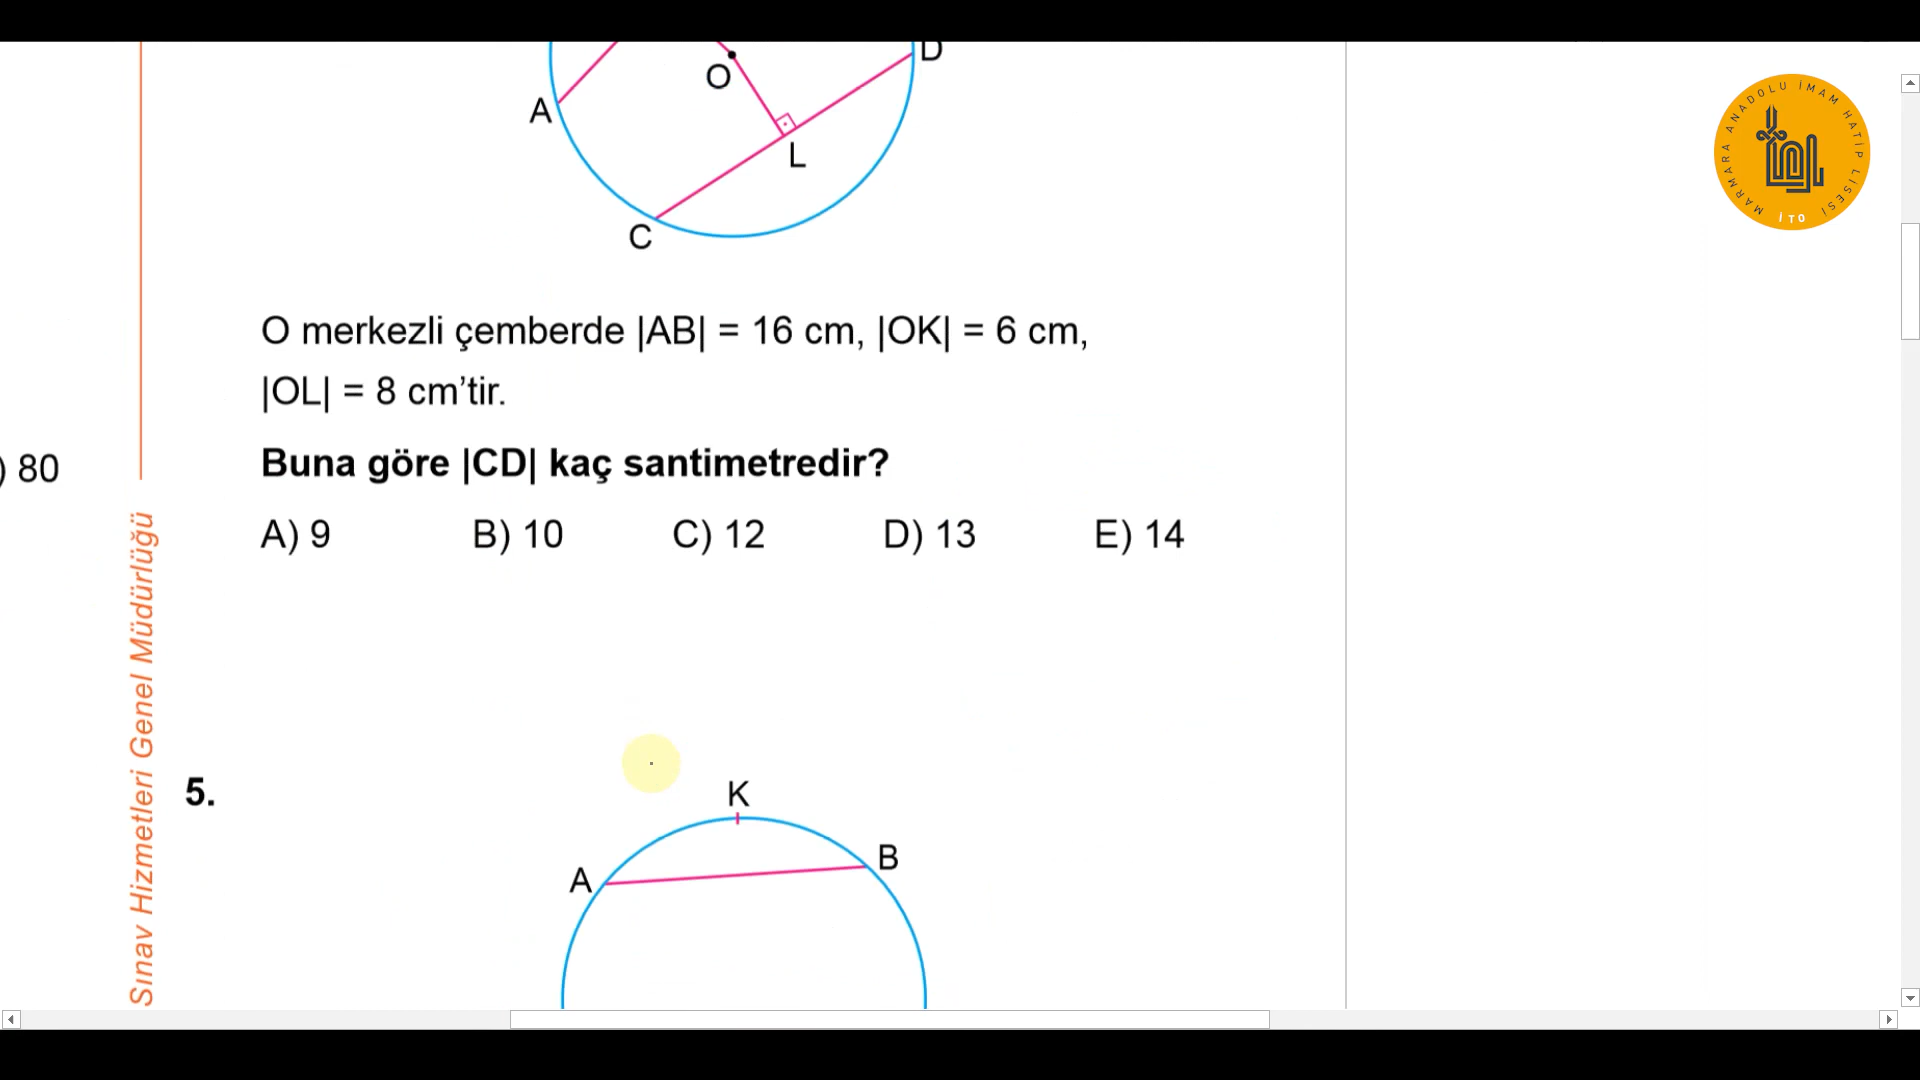 D
O
A
L
C
O merkezli çemberde |AB| = 16 cm, |OK| = 6 cm,
|OL| = 8 cm’tir.
Buna göre |CD| kaç santimetredir?
A) 9 B) 10 C) 12 D) 13 E) 14
) 80
Sınav Hizmetleri Genel Müdürlüğü
5.
K
B
A
MARMARA ANADOLU İMAM HATİP LİSESİ
İTO